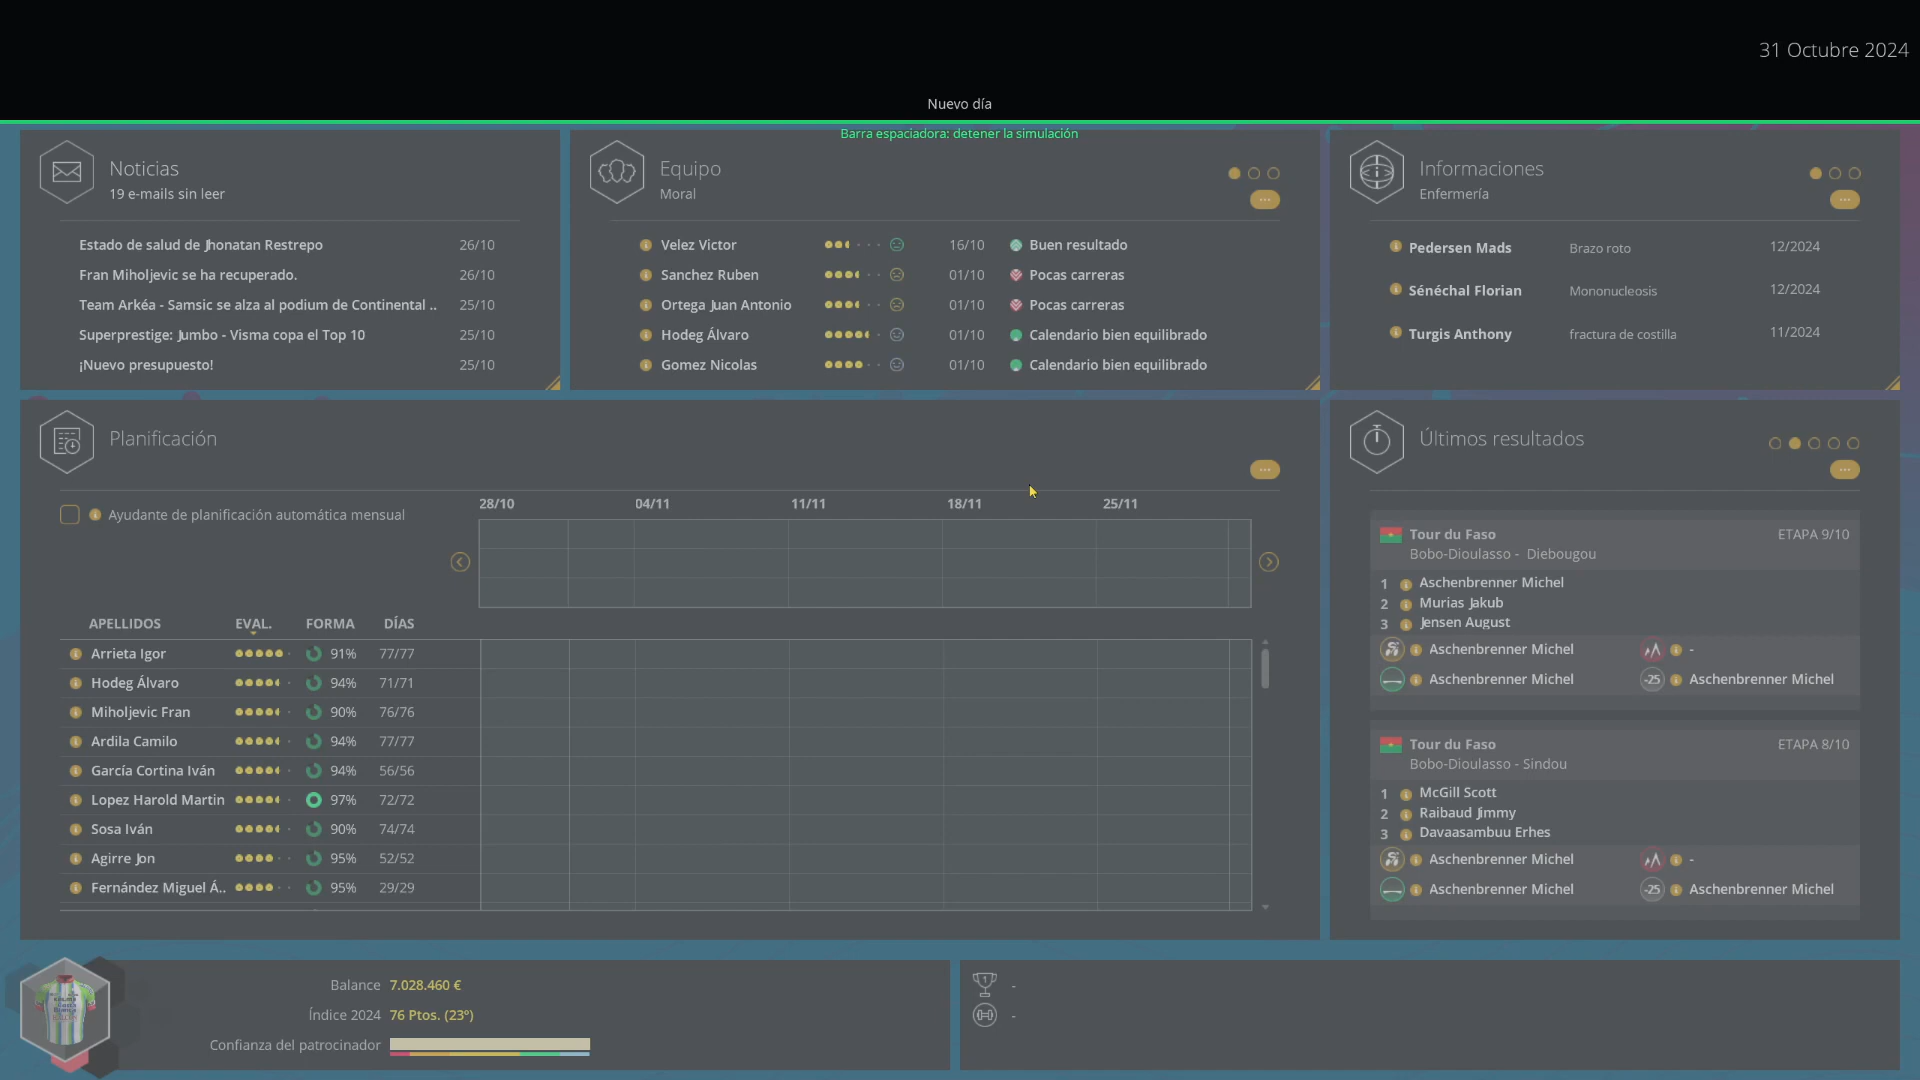 31 Octubre 2024
Nuevo día
Barra espaciadora: detener la simulación
Noticias
19 e-mails sin leer
Estado de salud de Jhonatan Restrepo 26/10
Fran Miholjevic se ha recuperado. 26/10
Team Arkéa - Samsic se alza al podium de Continental .. 25/10
Superprestige: Jumbo - Visma copa el Top 10 25/10
¡Nuevo presupuesto! 25/10
Equipo
Moral
Velez Victor 16/10 Buen resultado
Sanchez Ruben 01/10 Pocas carreras
Ortega Juan Antonio 01/10 Pocas carreras
Hodeg Álvaro 01/10 Calendario bien equilibrado
Gomez Nicolas 01/10 Calendario bien equilibrado
Informaciones
Enfermería
Pedersen Mads Brazo roto 12/2024
Sénéchal Florian Mononucleosis 12/2024
Turgis Anthony fractura de costilla 11/2024
Planificación
Ayudante de planificación automática mensual
28/10 04/11 11/11 18/11 25/11
APELLIDOS EVAL. FORMA DÍAS
Arrieta Igor 91% 77/77
Hodeg Álvaro 94% 71/71
Miholjevic Fran 90% 76/76
Ardila Camilo 94% 77/77
García Cortina Iván 94% 56/56
Lopez Harold Martin 97% 72/72
Sosa Iván 90% 74/74
Agirre Jon 95% 52/52
Fernández Miguel Á.. 95% 29/29
Últimos resultados
Tour du Faso ETAPA 9/10
Bobo-Dioulasso - Diebougou
1 Aschenbrenner Michel
2 Murias Jakub
3 Jensen August
Aschenbrenner Michel -
Aschenbrenner Michel -25 Aschenbrenner Michel
Tour du Faso ETAPA 8/10
Bobo-Dioulasso - Sindou
1 McGill Scott
2 Raibaud Jimmy
3 Davaasambuu Erhes
Aschenbrenner Michel -
Aschenbrenner Michel -25 Aschenbrenner Michel
Balance 7.028.460 €
Índice 2024 76 Ptos. (23º)
Confianza del patrocinador
1 -
-